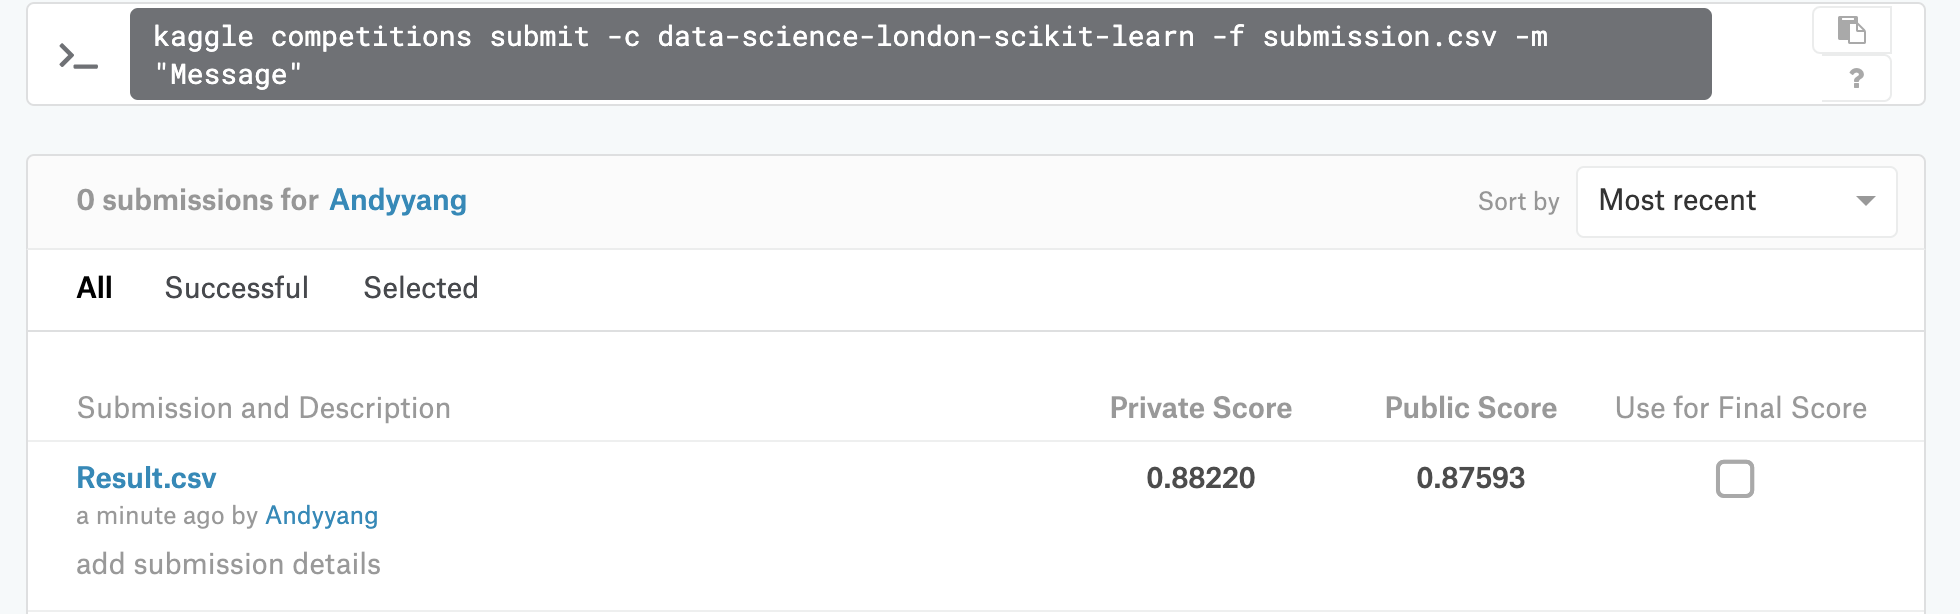 kaggle competitions submit -c data-science-london-scikit-learn -f submission.csv -m
"Message"
?
0 submissions for Andyyang
Sort by Most recent
All Successful Selected
Submission and Description Private Score Public Score Use for Final Score
Result.csv 0.88220 0.87593
a minute ago by Andyyang
add submission details